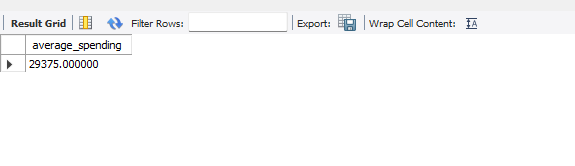 Result Grid Filter Rows: Export: Wrap Cell Content:
average_spending
29375.000000